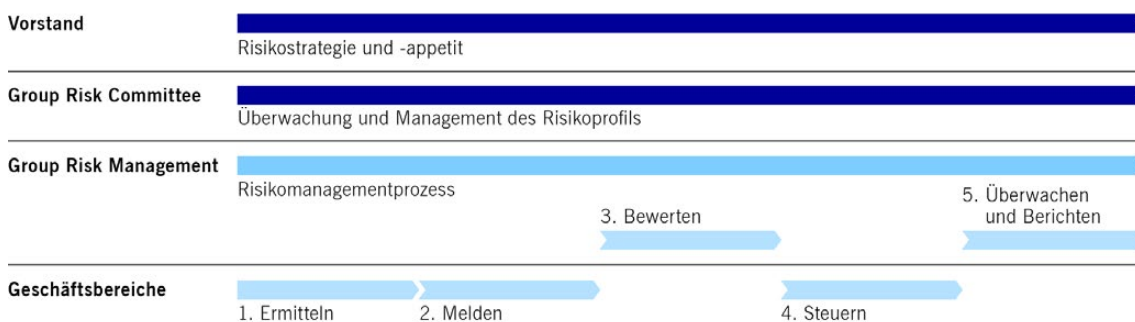 Vorstand
Risikostrategie und -appetit
Group Risk Committee
Überwachung und Management des Risikoprofils
Group Risk Management
Risikomanagementprozess
3. Bewerten
5. Überwachen
und Berichten
Geschäftsbereiche
1. Ermitteln
2. Melden
4. Steuern